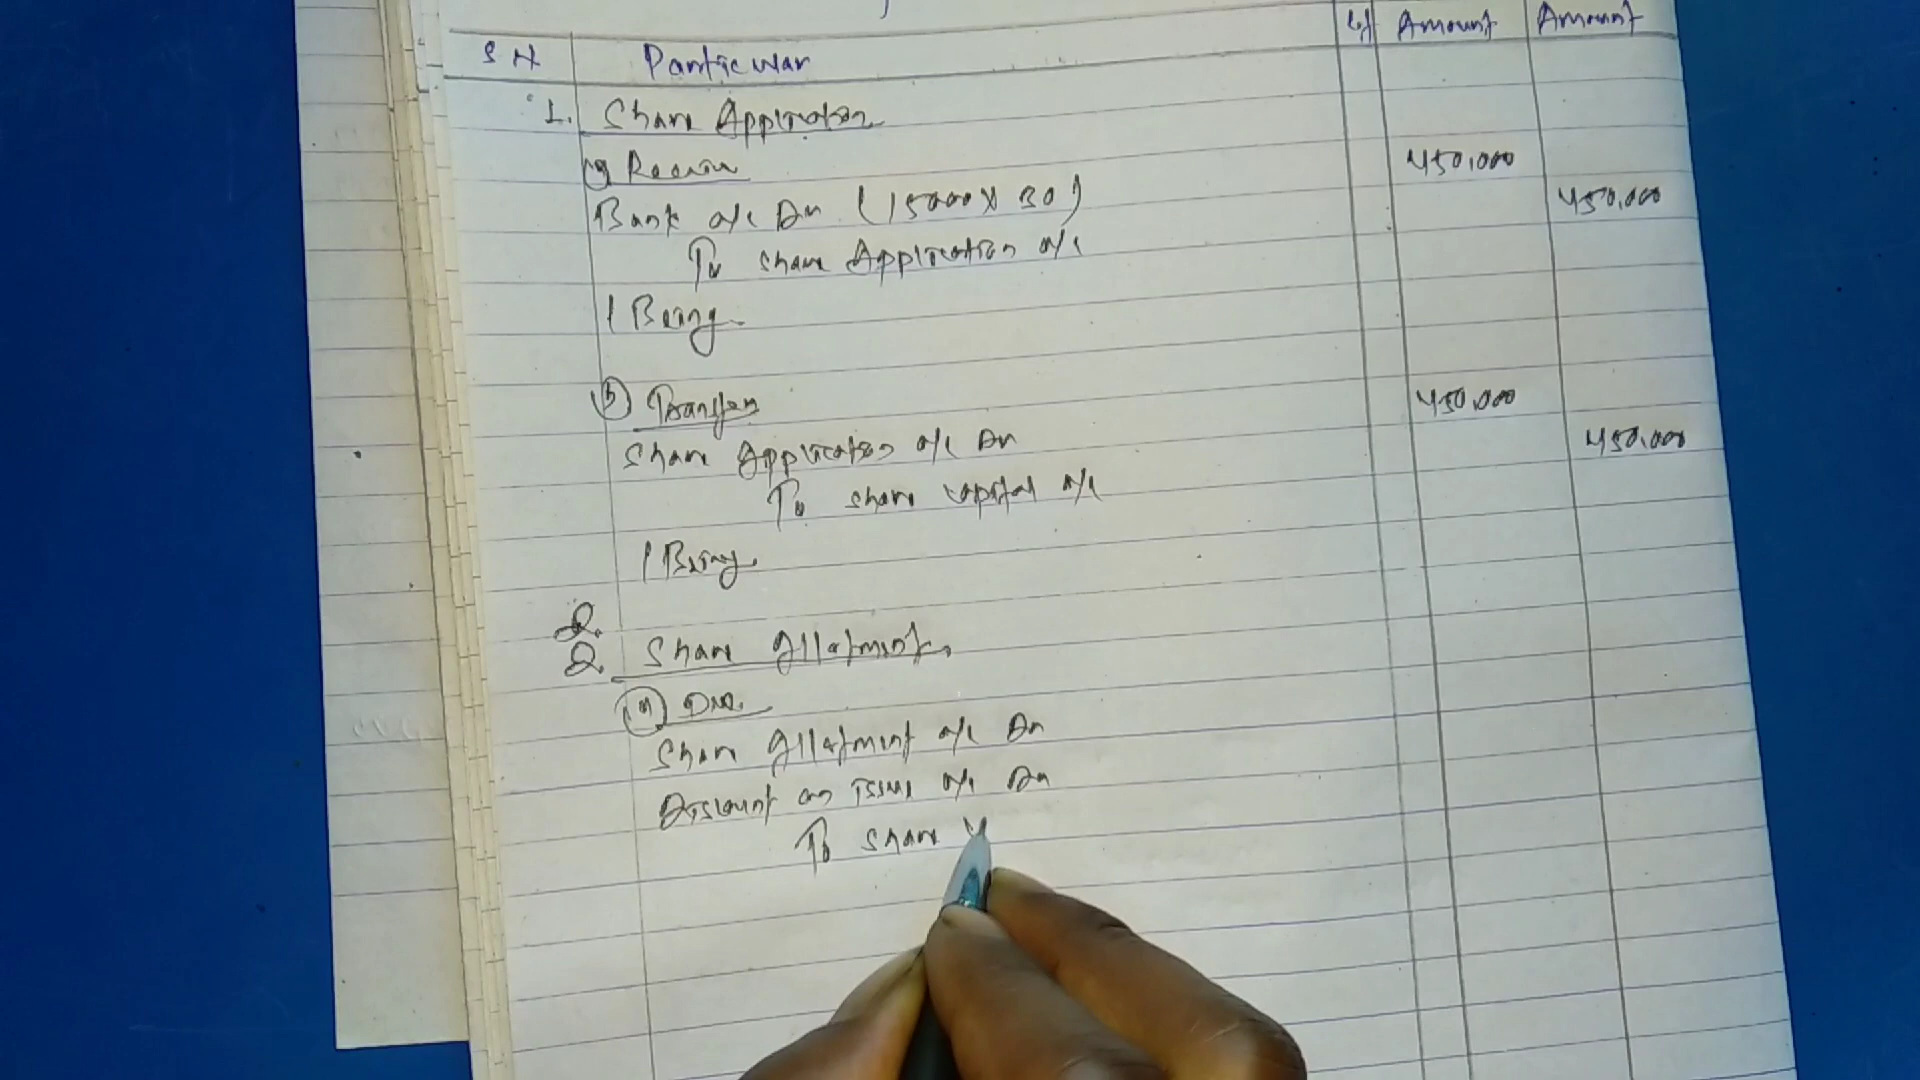 S N Particular L.f Amount Amount
1. Share Application
(a) Receive
450,000
Bank a/c Dr (15000 X 30)
450,000
To share Application a/c
(Being
(b) Transfer
450,000
Share Application a/c Dr
450,000
To share capital a/c
(Being
2.
2. Share Allotment
(a) Due
Share Allotment a/c Dr
Discount on issue a/c Dr
To share